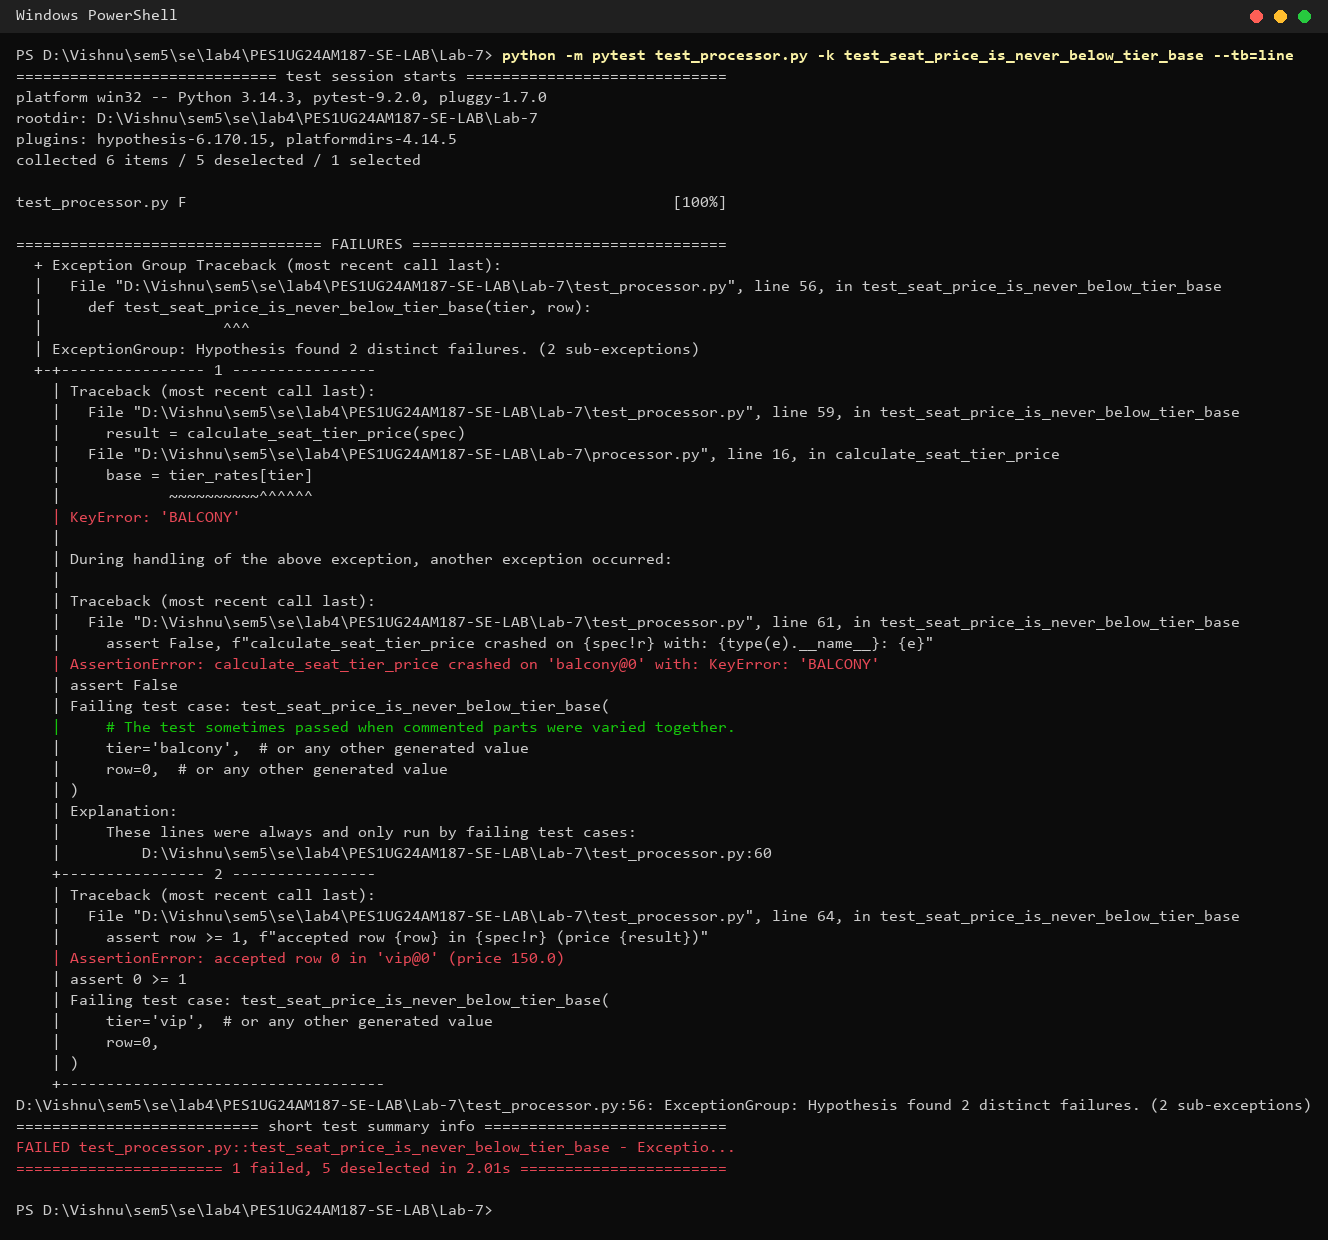 Windows PowerShell
PS D:\Vishnu\sem5\se\lab4\PES1UG24AM187-SE-LAB\Lab-7> python -m pytest test_processor.py -k test_seat_price_is_never_below_tier_base --tb=line
============================= test session starts =============================
platform win32 -- Python 3.14.3, pytest-9.2.0, pluggy-1.7.0
rootdir: D:\Vishnu\sem5\se\lab4\PES1UG24AM187-SE-LAB\Lab-7
plugins: hypothesis-6.170.15, platformdirs-4.14.5
collected 6 items / 5 deselected / 1 selected

test_processor.py F                                                      [100%]

================================== FAILURES ===================================
  + Exception Group Traceback (most recent call last):
  |   File "D:\Vishnu\sem5\se\lab4\PES1UG24AM187-SE-LAB\Lab-7\test_processor.py", line 56, in test_seat_price_is_never_below_tier_base
  |     def test_seat_price_is_never_below_tier_base(tier, row):
  |                    ^^^
  | ExceptionGroup: Hypothesis found 2 distinct failures. (2 sub-exceptions)
  +-+---------------- 1 ----------------
    | Traceback (most recent call last):
    |   File "D:\Vishnu\sem5\se\lab4\PES1UG24AM187-SE-LAB\Lab-7\test_processor.py", line 59, in test_seat_price_is_never_below_tier_base
    |     result = calculate_seat_tier_price(spec)
    |   File "D:\Vishnu\sem5\se\lab4\PES1UG24AM187-SE-LAB\Lab-7\processor.py", line 16, in calculate_seat_tier_price
    |     base = tier_rates[tier]
    |            ~~~~~~~~~~^^^^^^
    | KeyError: 'BALCONY'
    |
    | During handling of the above exception, another exception occurred:
    |
    | Traceback (most recent call last):
    |   File "D:\Vishnu\sem5\se\lab4\PES1UG24AM187-SE-LAB\Lab-7\test_processor.py", line 61, in test_seat_price_is_never_below_tier_base
    |     assert False, f"calculate_seat_tier_price crashed on {spec!r} with: {type(e).__name__}: {e}"
    | AssertionError: calculate_seat_tier_price crashed on 'balcony@0' with: KeyError: 'BALCONY'
    | assert False
    | Failing test case: test_seat_price_is_never_below_tier_base(
    |     # The test sometimes passed when commented parts were varied together.
    |     tier='balcony',  # or any other generated value
    |     row=0,  # or any other generated value
    | )
    | Explanation:
    |     These lines were always and only run by failing test cases:
    |         D:\Vishnu\sem5\se\lab4\PES1UG24AM187-SE-LAB\Lab-7\test_processor.py:60
    +---------------- 2 ----------------
    | Traceback (most recent call last):
    |   File "D:\Vishnu\sem5\se\lab4\PES1UG24AM187-SE-LAB\Lab-7\test_processor.py", line 64, in test_seat_price_is_never_below_tier_base
    |     assert row >= 1, f"accepted row {row} in {spec!r} (price {result})"
    | AssertionError: accepted row 0 in 'vip@0' (price 150.0)
    | assert 0 >= 1
    | Failing test case: test_seat_price_is_never_below_tier_base(
    |     tier='vip',  # or any other generated value
    |     row=0,
    | )
    +------------------------------------
D:\Vishnu\sem5\se\lab4\PES1UG24AM187-SE-LAB\Lab-7\test_processor.py:56: ExceptionGroup: Hypothesis found 2 distinct failures. (2 sub-exceptions)
=========================== short test summary info ===========================
FAILED test_processor.py::test_seat_price_is_never_below_tier_base - Exceptio...
======================= 1 failed, 5 deselected in 2.01s =======================

PS D:\Vishnu\sem5\se\lab4\PES1UG24AM187-SE-LAB\Lab-7>